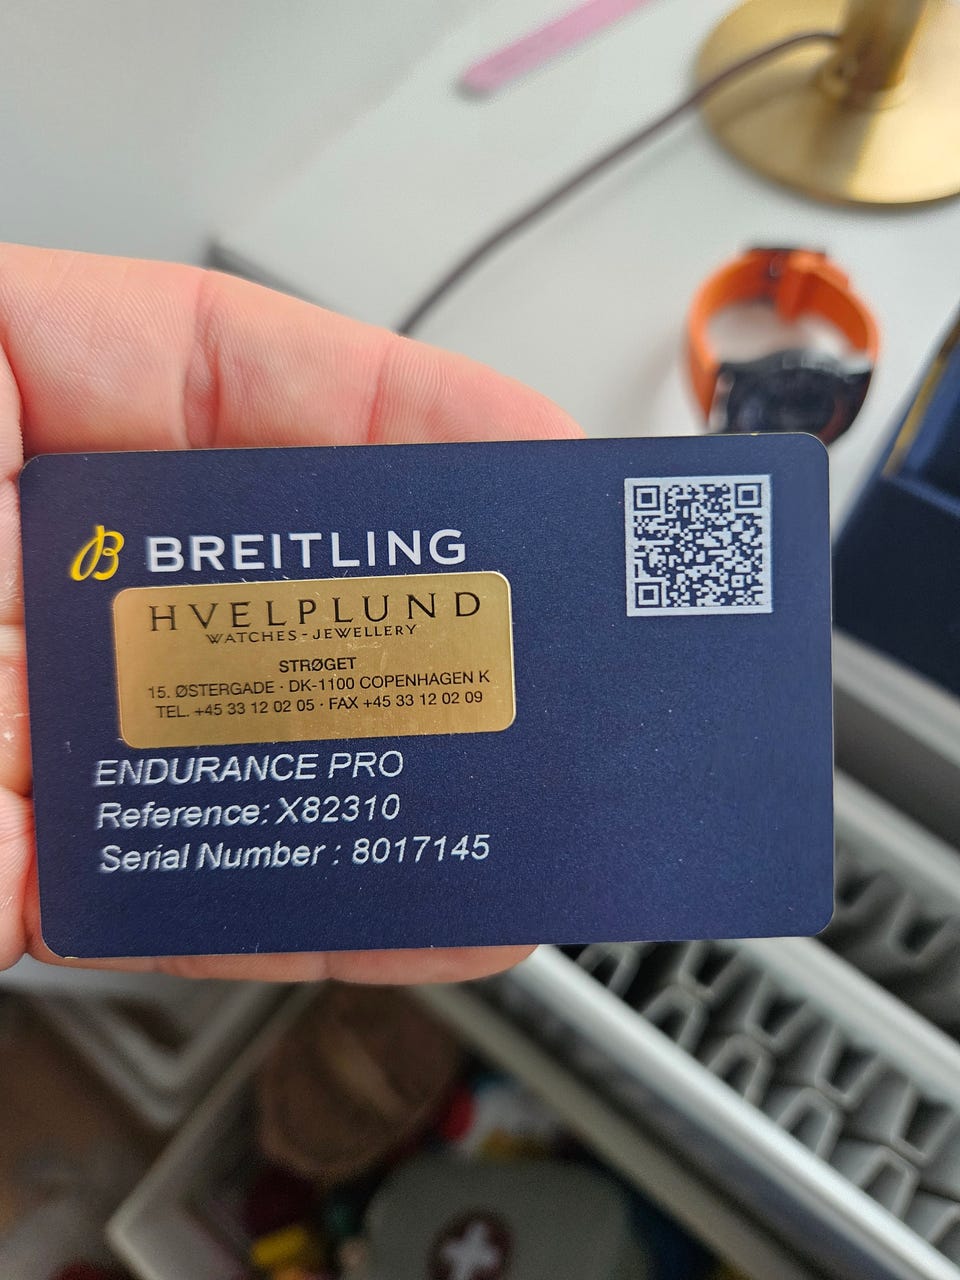 B BREITLING
HVELPLUND
WATCHES - JEWELLERY
STRØGET
15. ØSTERGADE · DK-1100 COPENHAGEN K
TEL. +45 33 12 02 05 · FAX +45 33 12 02 09
ENDURANCE PRO
Reference: X82310
Serial Number : 8017145